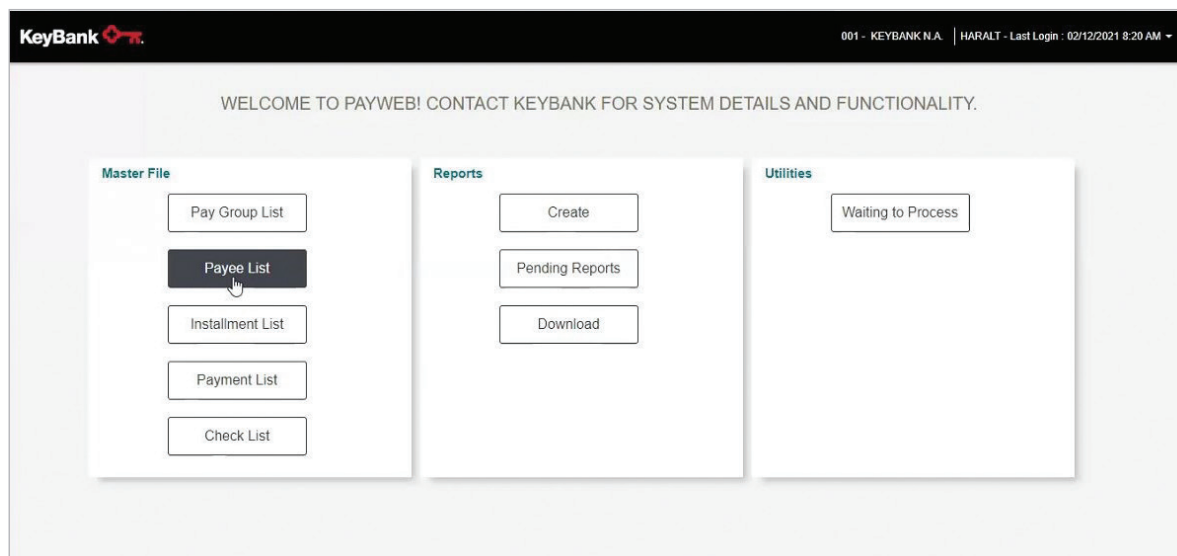 KeyBank
001 - KEYBANK N.A. | HARALT - Last Login : 02/12/2021 8:20 AM
WELCOME TO PAYWEB! CONTACT KEYBANK FOR SYSTEM DETAILS AND FUNCTIONALITY.
Master File
Pay Group List
Payee List
Installment List
Payment List
Check List
Reports
Create
Pending Reports
Download
Utilities
Waiting to Process